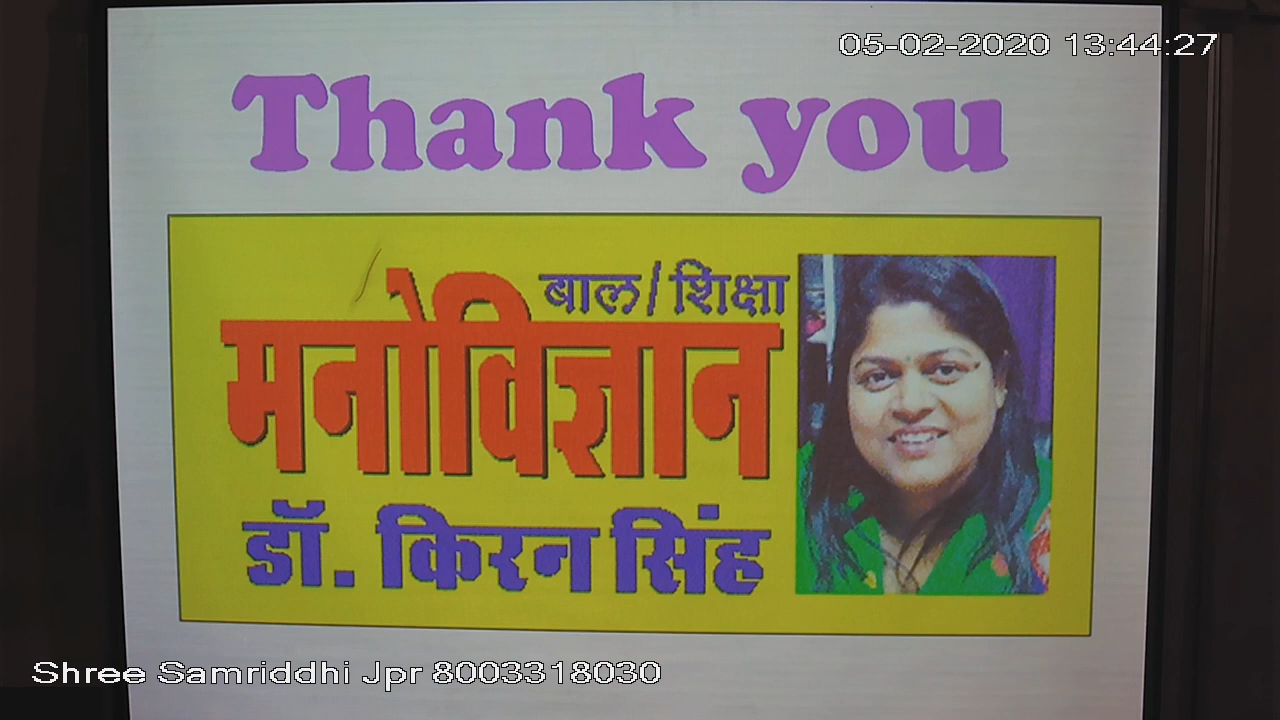 05-02-2020 13:44:27
Thank you
बाल/शिक्षा
मनोविज्ञान
डॉ. किरन सिंह
Shree Samriddhi Jpr 8003318030